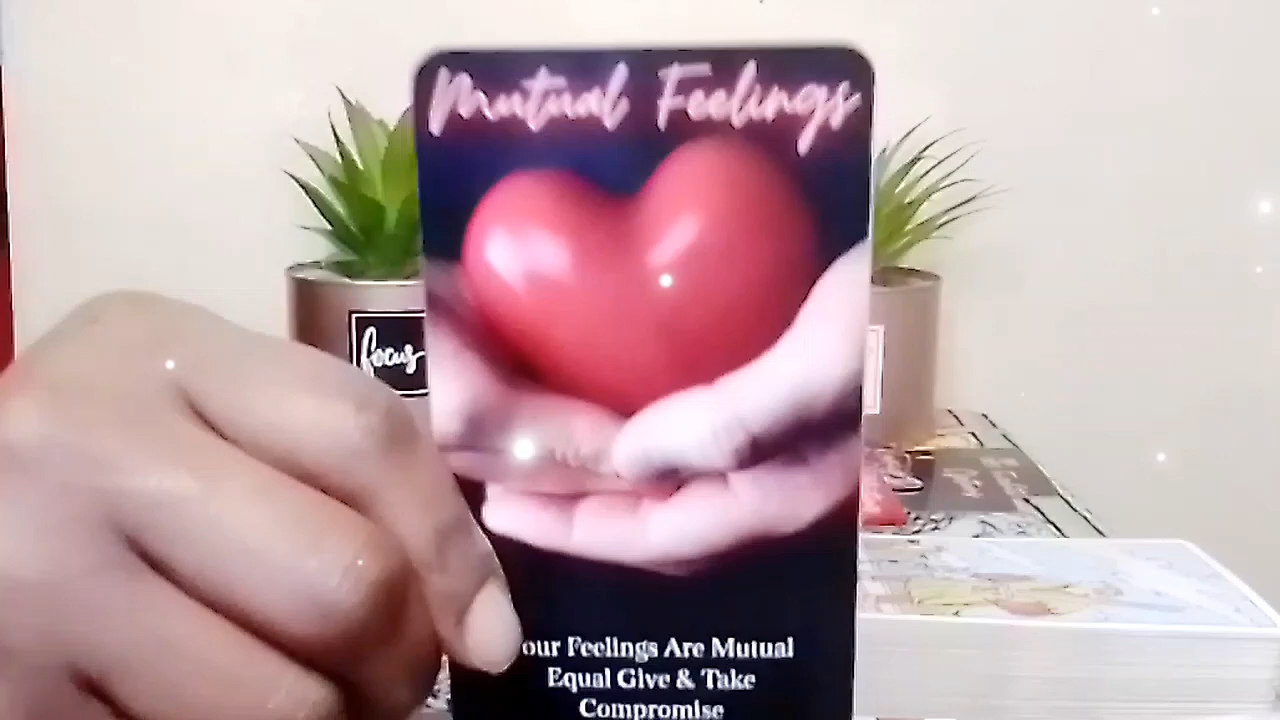 Mutual Feelings
focus
our Feelings Are Mutual
Equal Give & Take
Compromise